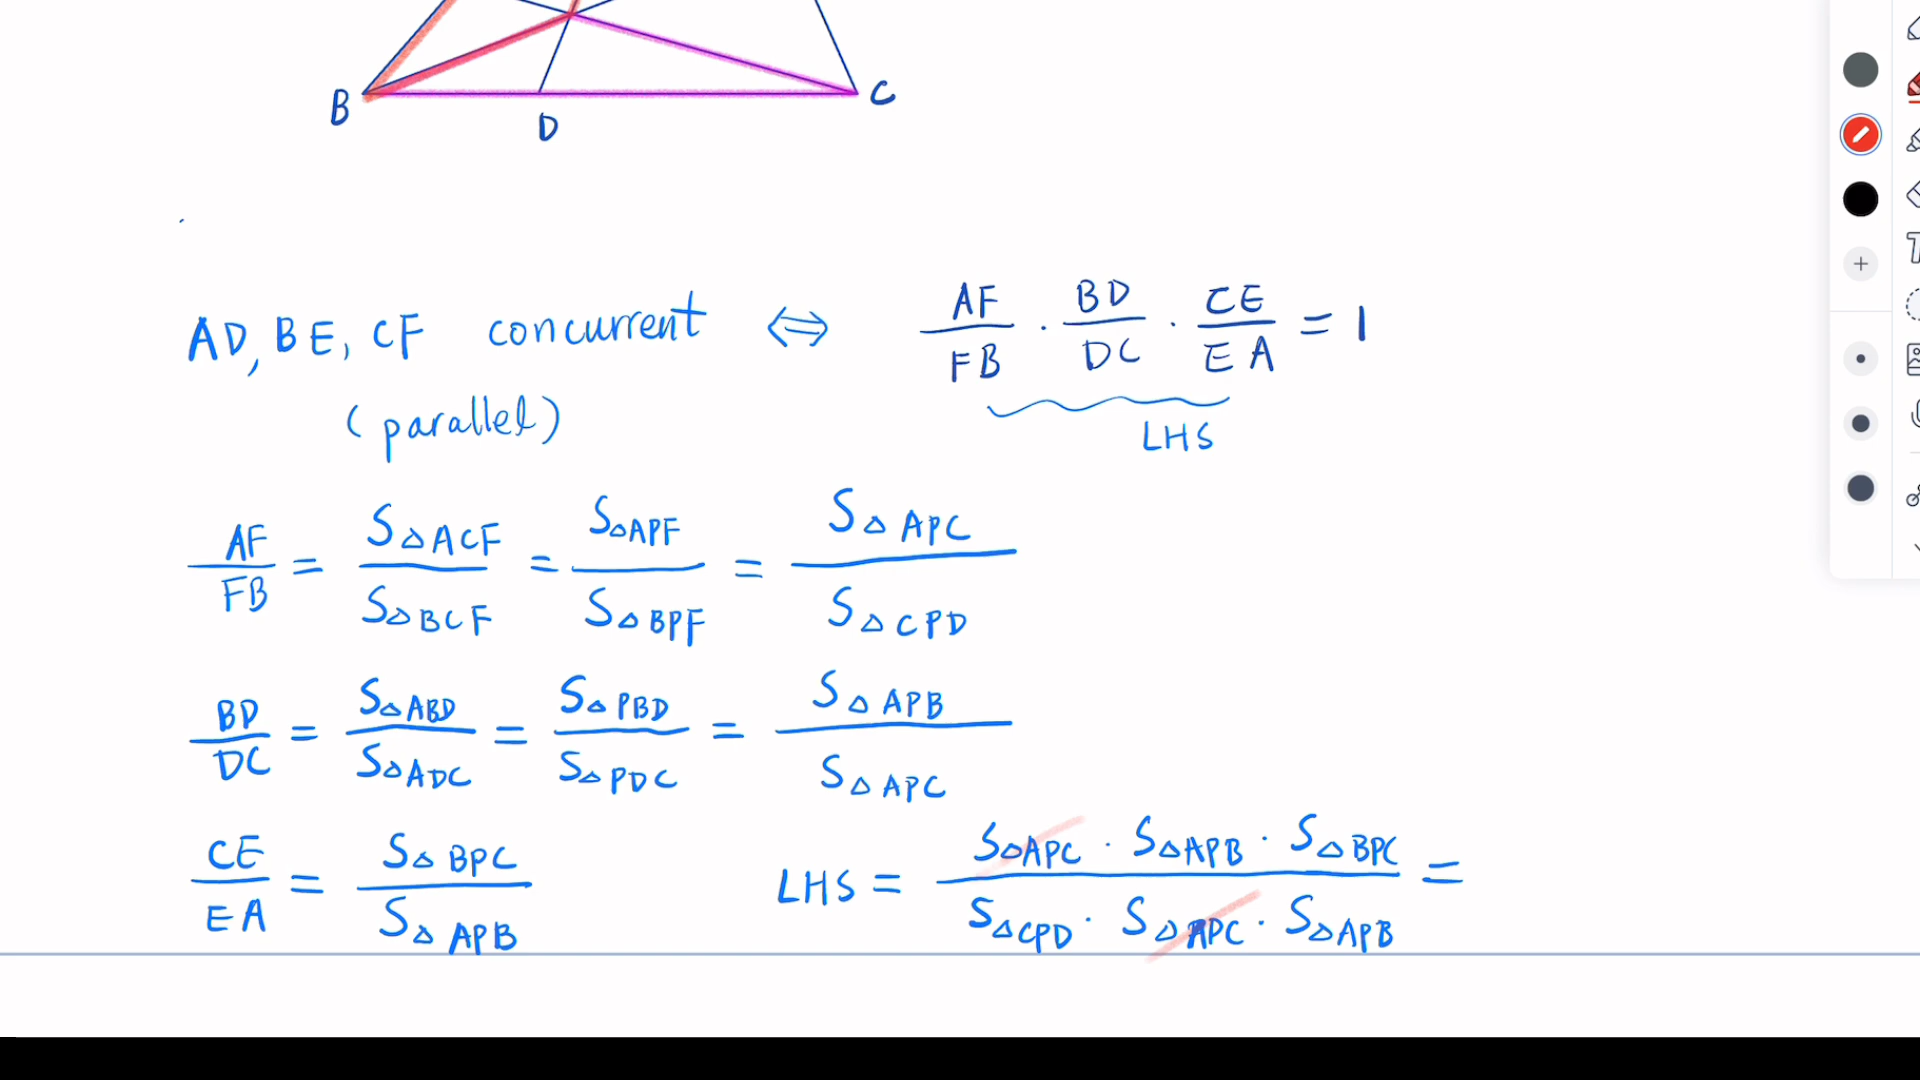 B
C
D
AD, BE, CF concurrent ⇔ AF/FB · BD/DC · CE/EA = 1
(parallel)
LHS
AF/FB = S△ACF/S△BCF = S△APF/S△BPF = S△APC/S△CPD
BD/DC = S△ABD/S△ADC = S△PBD/S△PDC = S△APB/S△APC
CE/EA = S△BPC/S△APB
LHS = S△APC · S△APB · S△BPC / S△CPD · S△APC · S△APB =